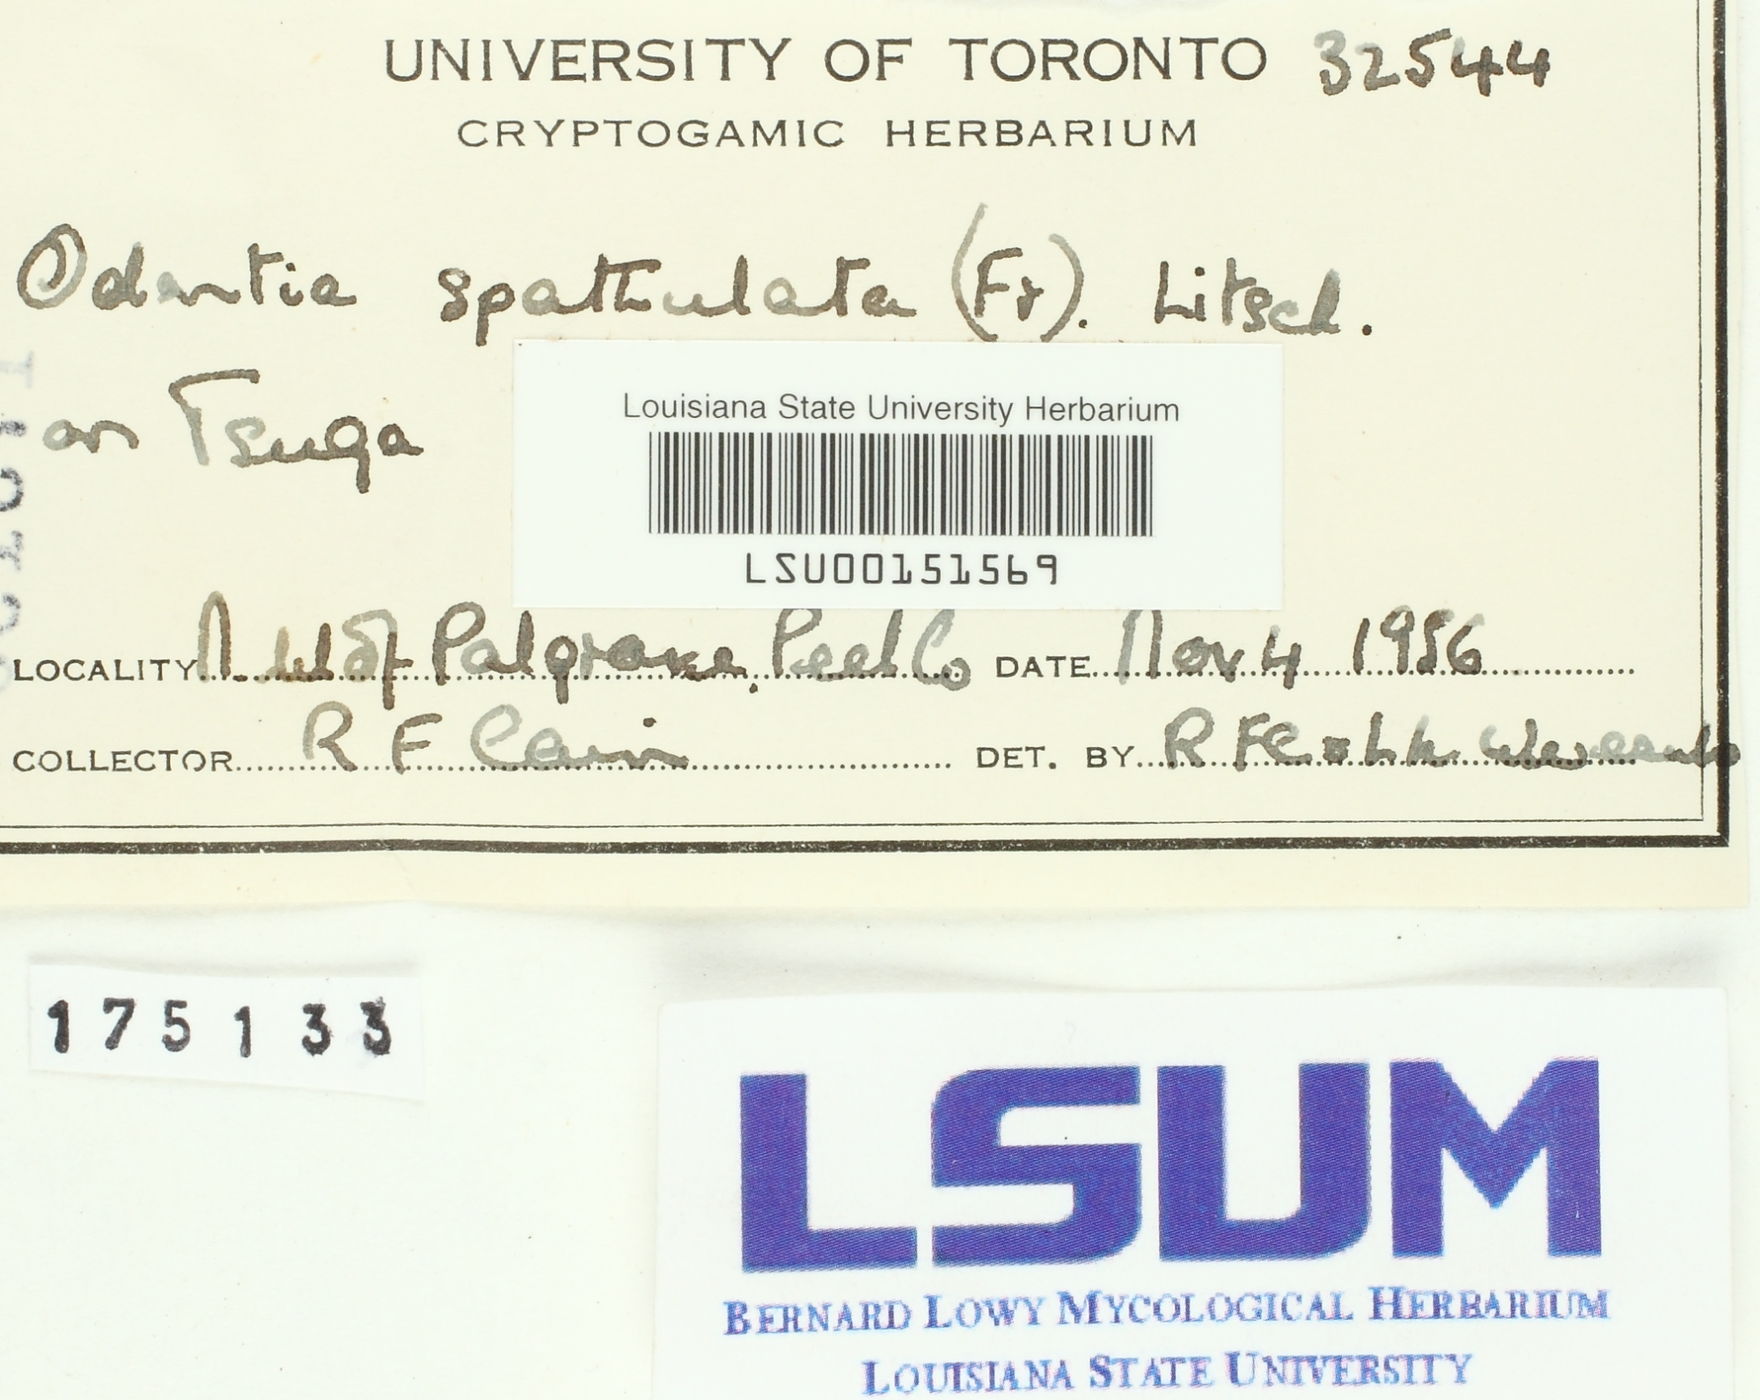 UNIVERSITY OF TORONTO 32544
CRYPTOGAMIC HERBARIUM
Odontia spathulata (Fr). Litsch.
on Tsuga
Louisiana State University Herbarium
LSU00151569
LOCALITY N. W of Palgrave, Peel Co DATE Nov 4 1956
COLLECTOR R F Cain DET. BY R F C
175133
LSUM
BERNARD LOWY MYCOLOGICAL HERBARIUM
LOUISIANA STATE UNIVERSITY